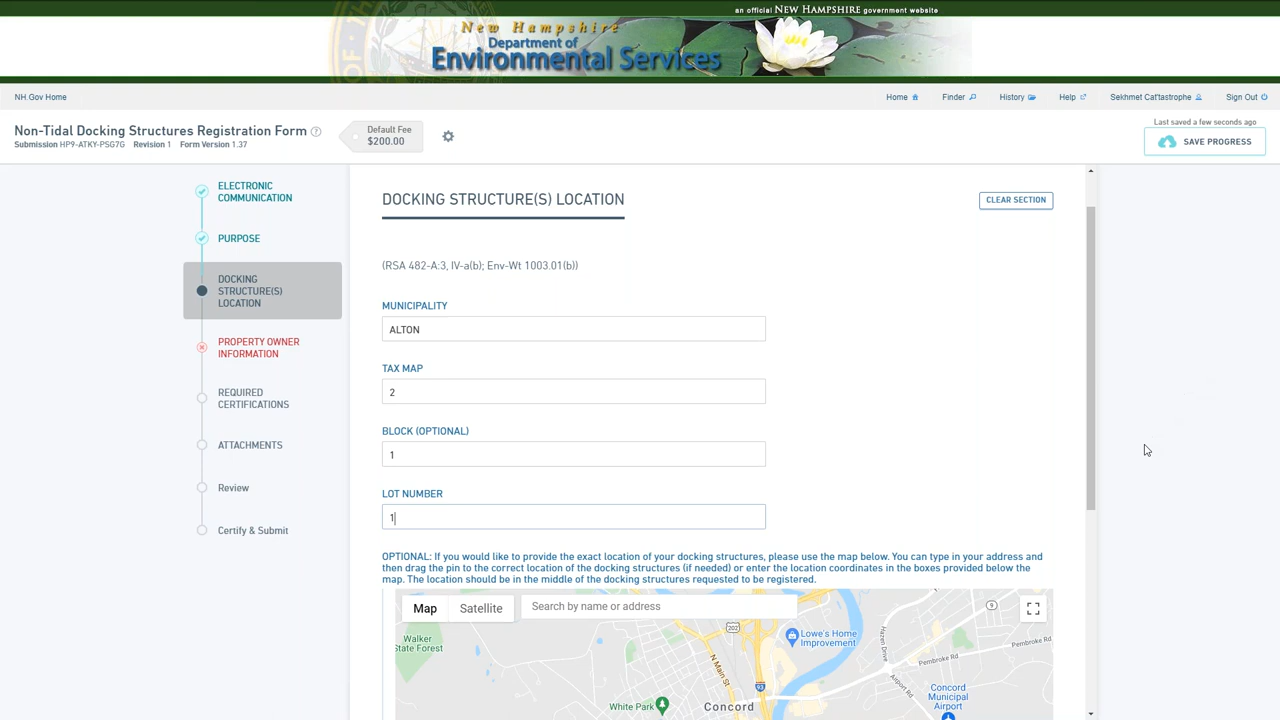 an official NEW HAMPSHIRE government website
New Hampshire
Department of
Environmental Services
NH.Gov Home
Home
Finder
History
Help
Sekhmet Cat'tastrophe
Sign Out
Non-Tidal Docking Structures Registration Form ?
Submission HP9-ATKY-PSG7G Revision 1 Form Version 1.37
Default Fee
$200.00
Last saved a few seconds ago
SAVE PROGRESS
ELECTRONIC
COMMUNICATION
PURPOSE
DOCKING
STRUCTURE(S)
LOCATION
PROPERTY OWNER
INFORMATION
REQUIRED
CERTIFICATIONS
ATTACHMENTS
Review
Certify & Submit
DOCKING STRUCTURE(S) LOCATION
CLEAR SECTION
(RSA 482-A:3, IV-a(b); Env-Wt 1003.01(b))
MUNICIPALITY
ALTON
TAX MAP
2
BLOCK (OPTIONAL)
1
LOT NUMBER
1
OPTIONAL: If you would like to provide the exact location of your docking structures, please use the map below. You can type in your address and
then drag the pin to the correct location of the docking structures (if needed) or enter the location coordinates in the boxes provided below the
map. The location should be in the middle of the docking structures requested to be registered.
Map
Satellite
Search by name or address
Walker
State Forest
202
N Main St
93
9
Lowe's Home
Improvement
Hazen Drive
Pembroke Rd
Pembroke Rd
Airport Rd
White Park
Concord
Concord
Municipal
Airport